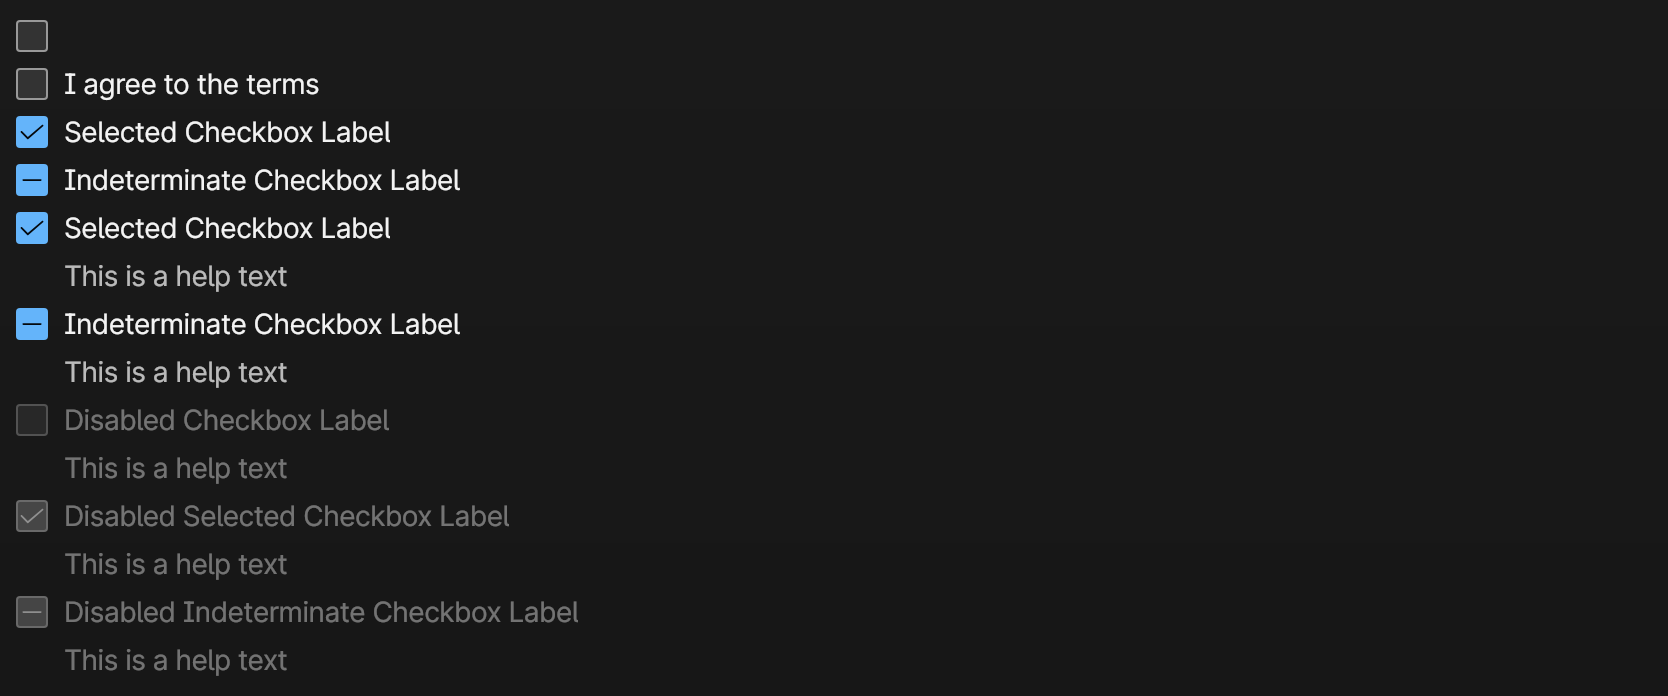 I agree to the terms
Selected Checkbox Label
Indeterminate Checkbox Label
Selected Checkbox Label
This is a help text
Indeterminate Checkbox Label
This is a help text
Disabled Checkbox Label
This is a help text
Disabled Selected Checkbox Label
This is a help text
Disabled Indeterminate Checkbox Label
This is a help text